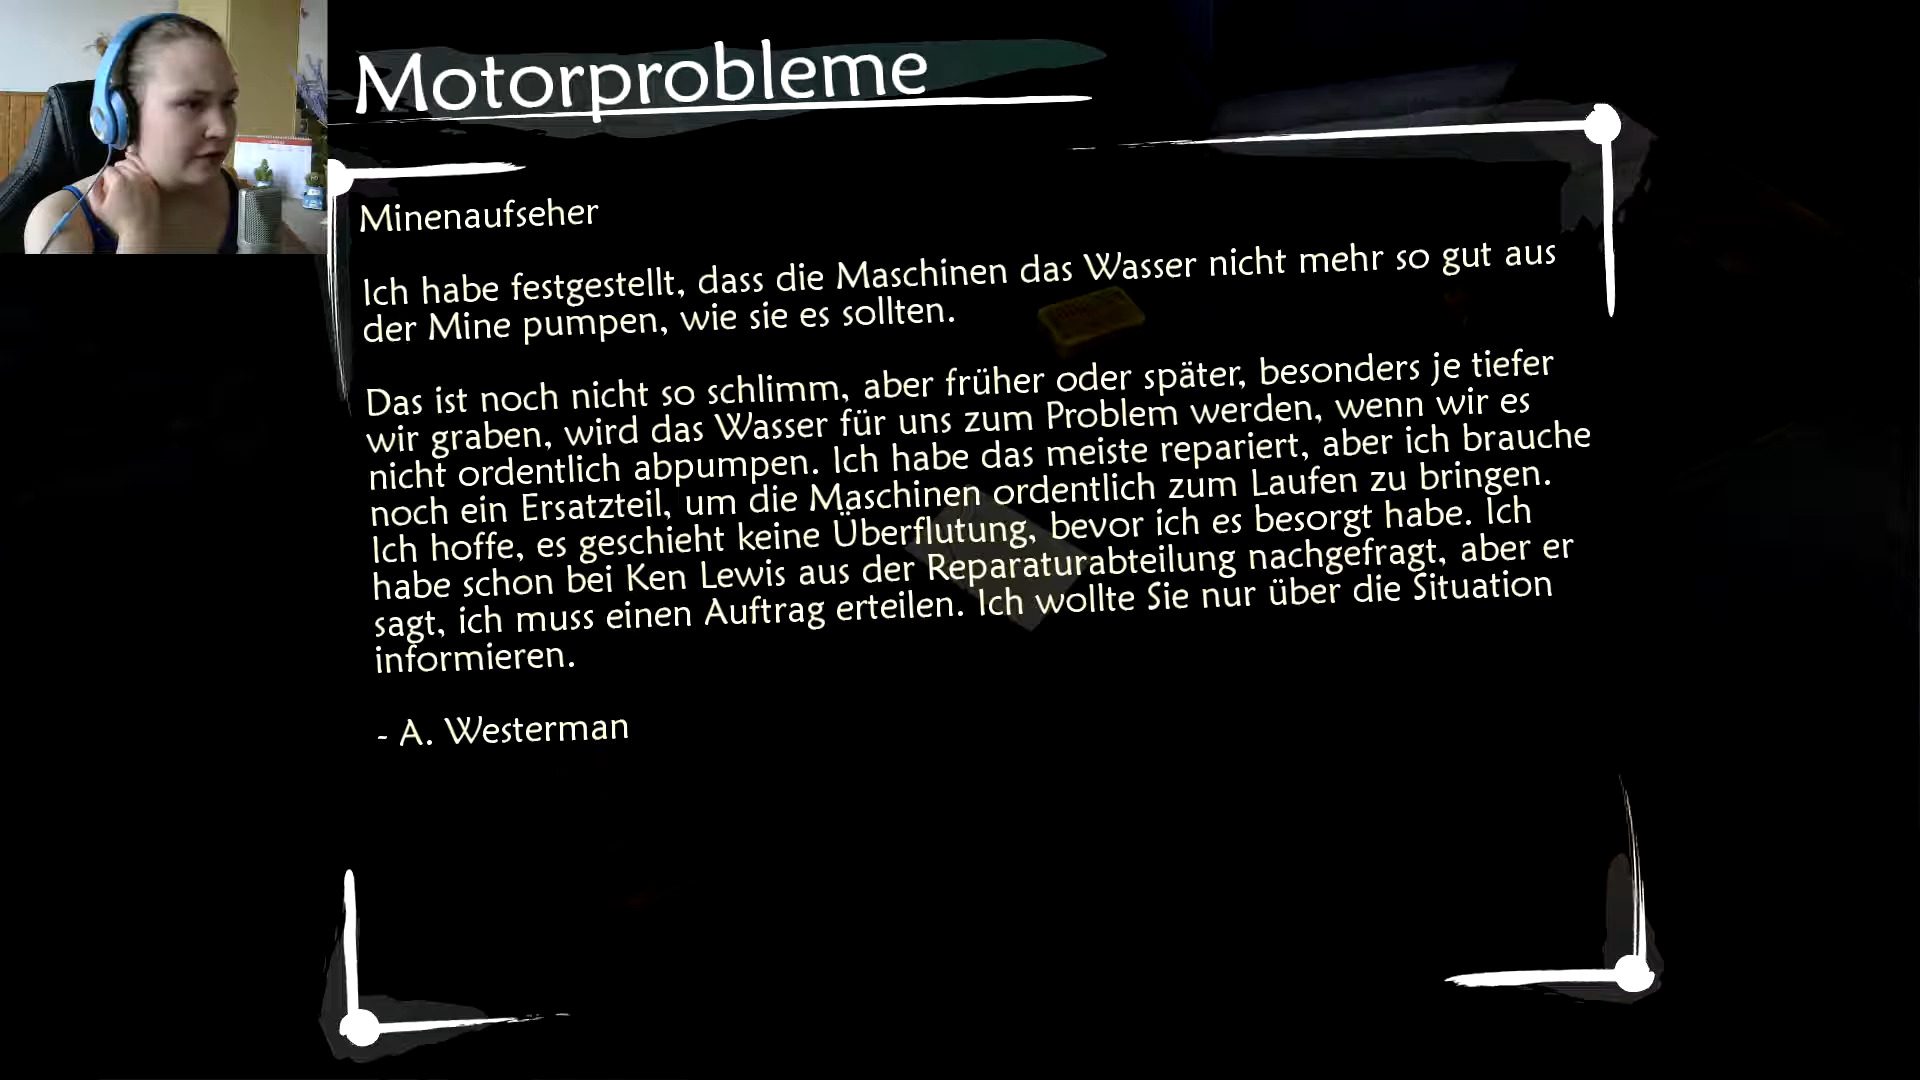 Motorprobleme
Minenaufseher
Ich habe festgestellt, dass die Maschinen das Wasser nicht mehr so gut aus
der Mine pumpen, wie sie es sollten.
Das ist noch nicht so schlimm, aber früher oder später, besonders je tiefer
wir graben, wird das Wasser für uns zum Problem werden, wenn wir es
nicht ordentlich abpumpen. Ich habe das meiste repariert, aber ich brauche
noch ein Ersatzteil, um die Maschinen ordentlich zum Laufen zu bringen.
Ich hoffe, es geschieht keine Überflutung, bevor ich es besorgt habe. Ich
habe schon bei Ken Lewis aus der Reparaturabteilung nachgefragt, aber er
sagt, ich muss einen Auftrag erteilen. Ich wollte Sie nur über die Situation
informieren.
- A. Westerman